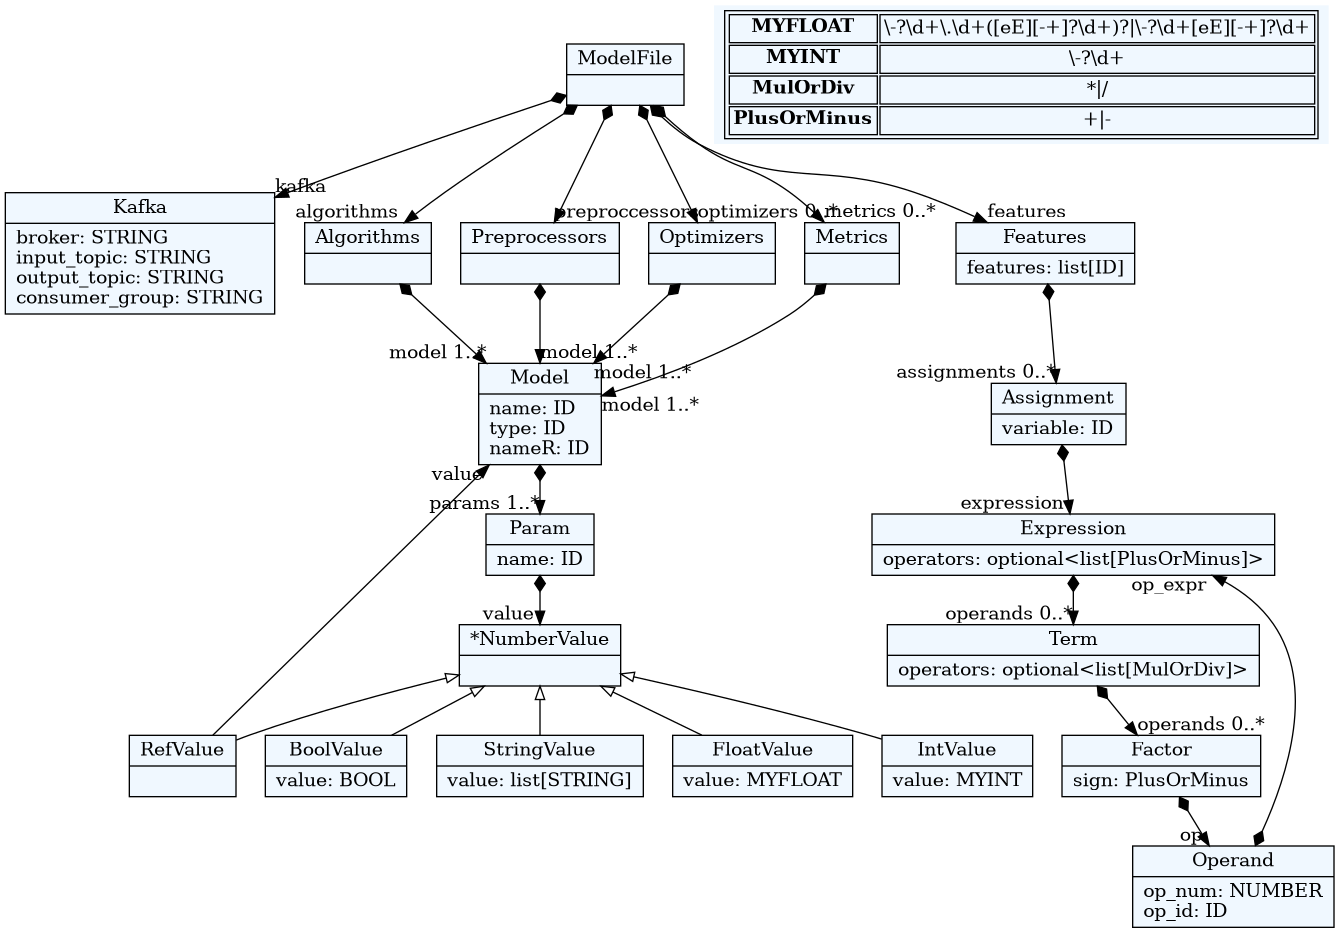 MYFLOAT \-?\d+\.\d+([eE][-+]?\d+)?|\-?\d+[eE][-+]?\d+
MYINT \-?\d+
MulOrDiv *|/
PlusOrMinus +|-
ModelFile
kafka
algorithms
preproccessors
optimizers 0..*
metrics 0..*
features
Kafka
broker: STRING
input_topic: STRING
output_topic: STRING
consumer_group: STRING
Algorithms
Preprocessors
Optimizers
Metrics
Features
features: list[ID]
model 1..*
model 1..*
model 1..*
model 1..*
assignments 0..*
Model
name: ID
type: ID
nameR: ID
Assignment
variable: ID
value
params 1..*
expression
Param
name: ID
Expression
operators: optional<list[PlusOrMinus]>
op_expr
value
operands 0..*
*NumberValue
Term
operators: optional<list[MulOrDiv]>
operands 0..*
RefValue
BoolValue
value: BOOL
StringValue
value: list[STRING]
FloatValue
value: MYFLOAT
IntValue
value: MYINT
Factor
sign: PlusOrMinus
op
Operand
op_num: NUMBER
op_id: ID